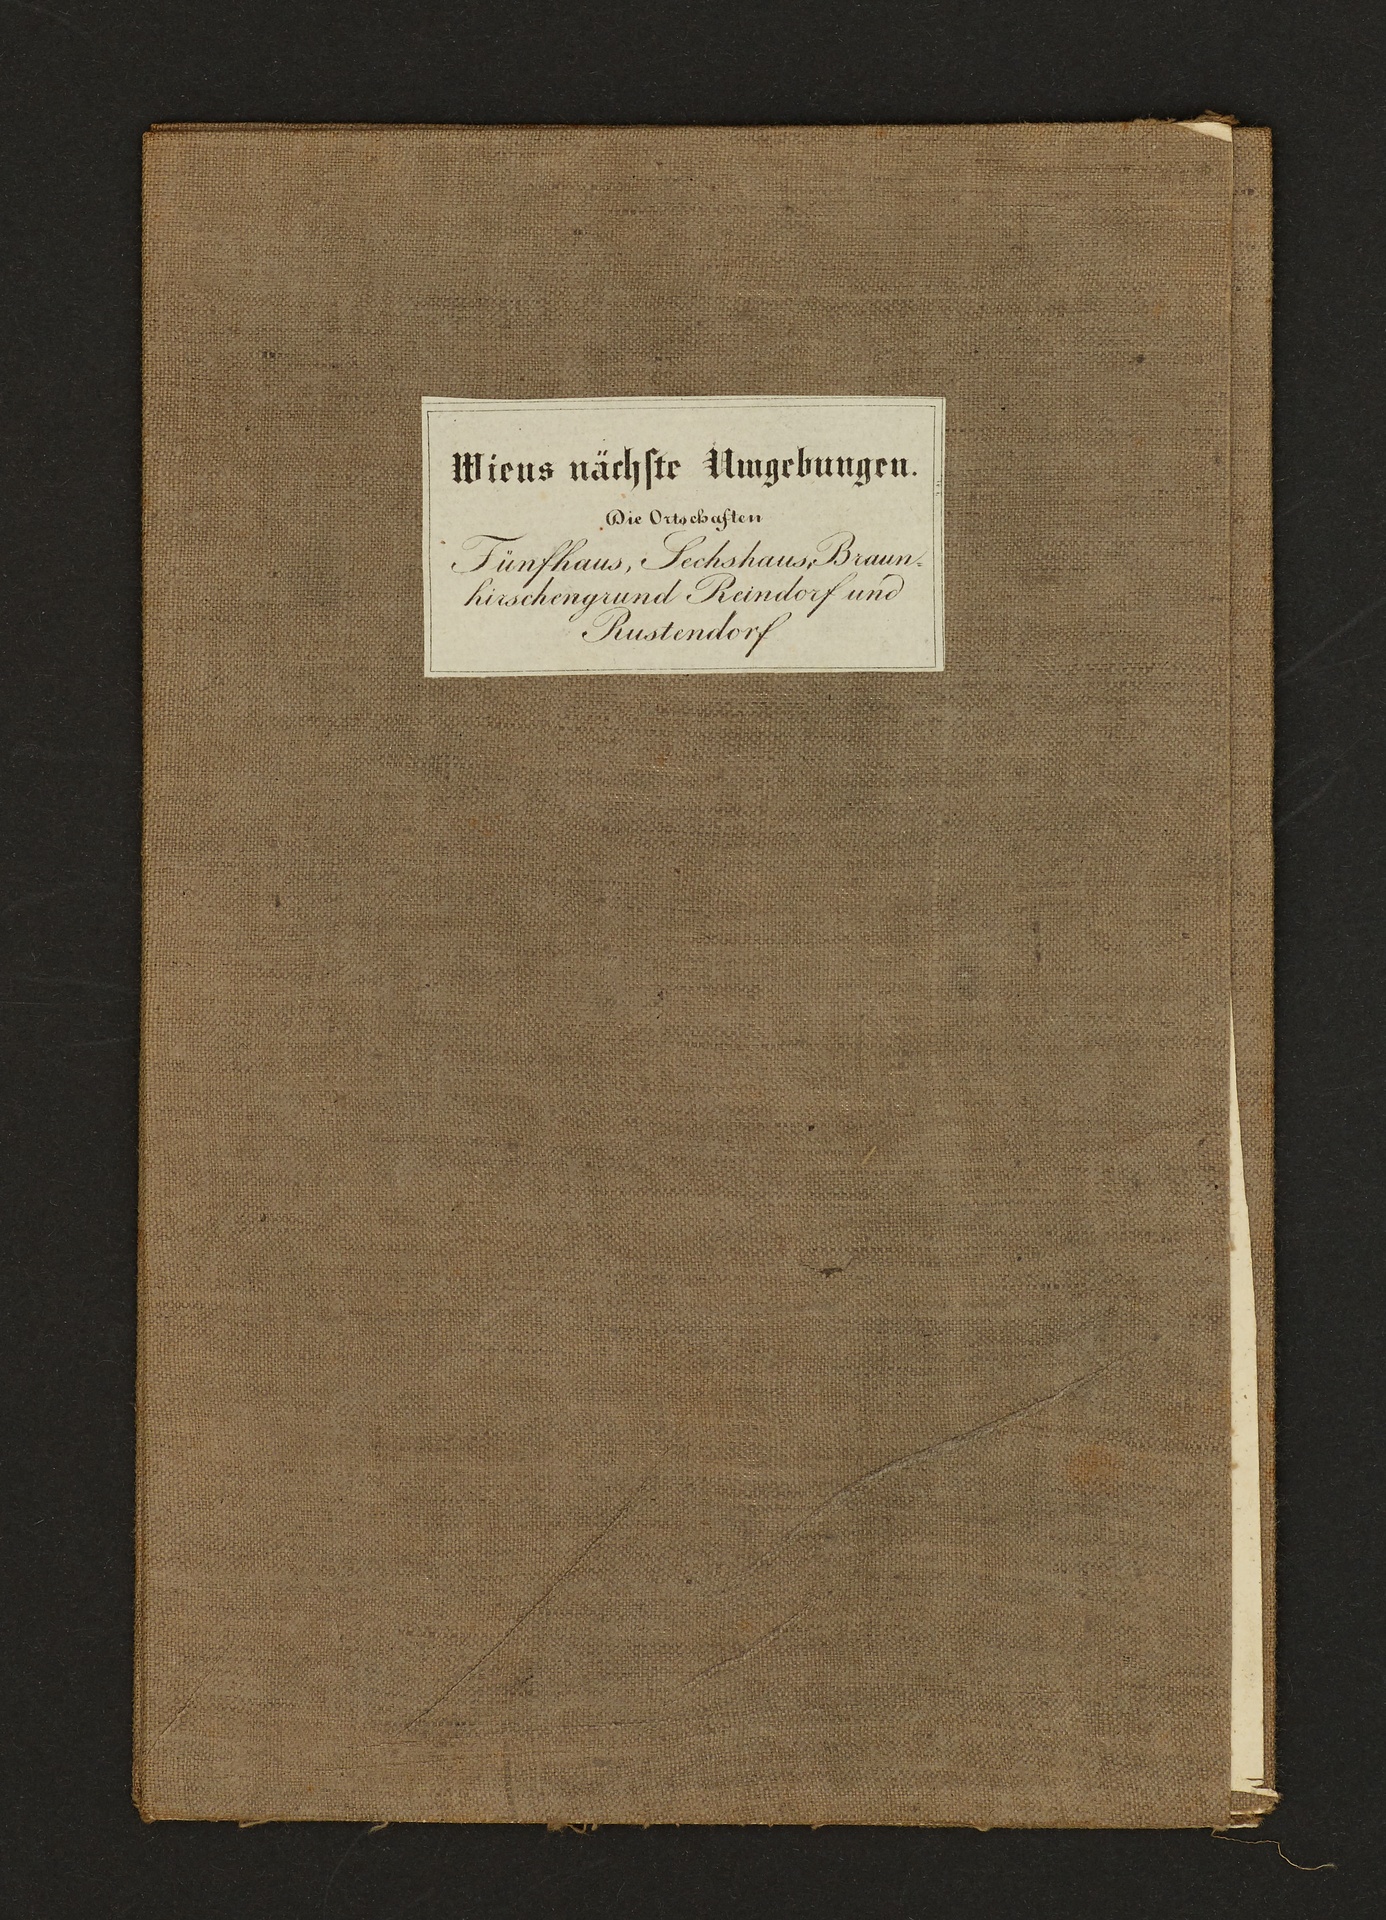 Wiens nächste Umgebungen.
Die Ortschaften
Fünfhaus, Sechshaus, Braun-
hirschengrund Reindorf und
Rustendorf